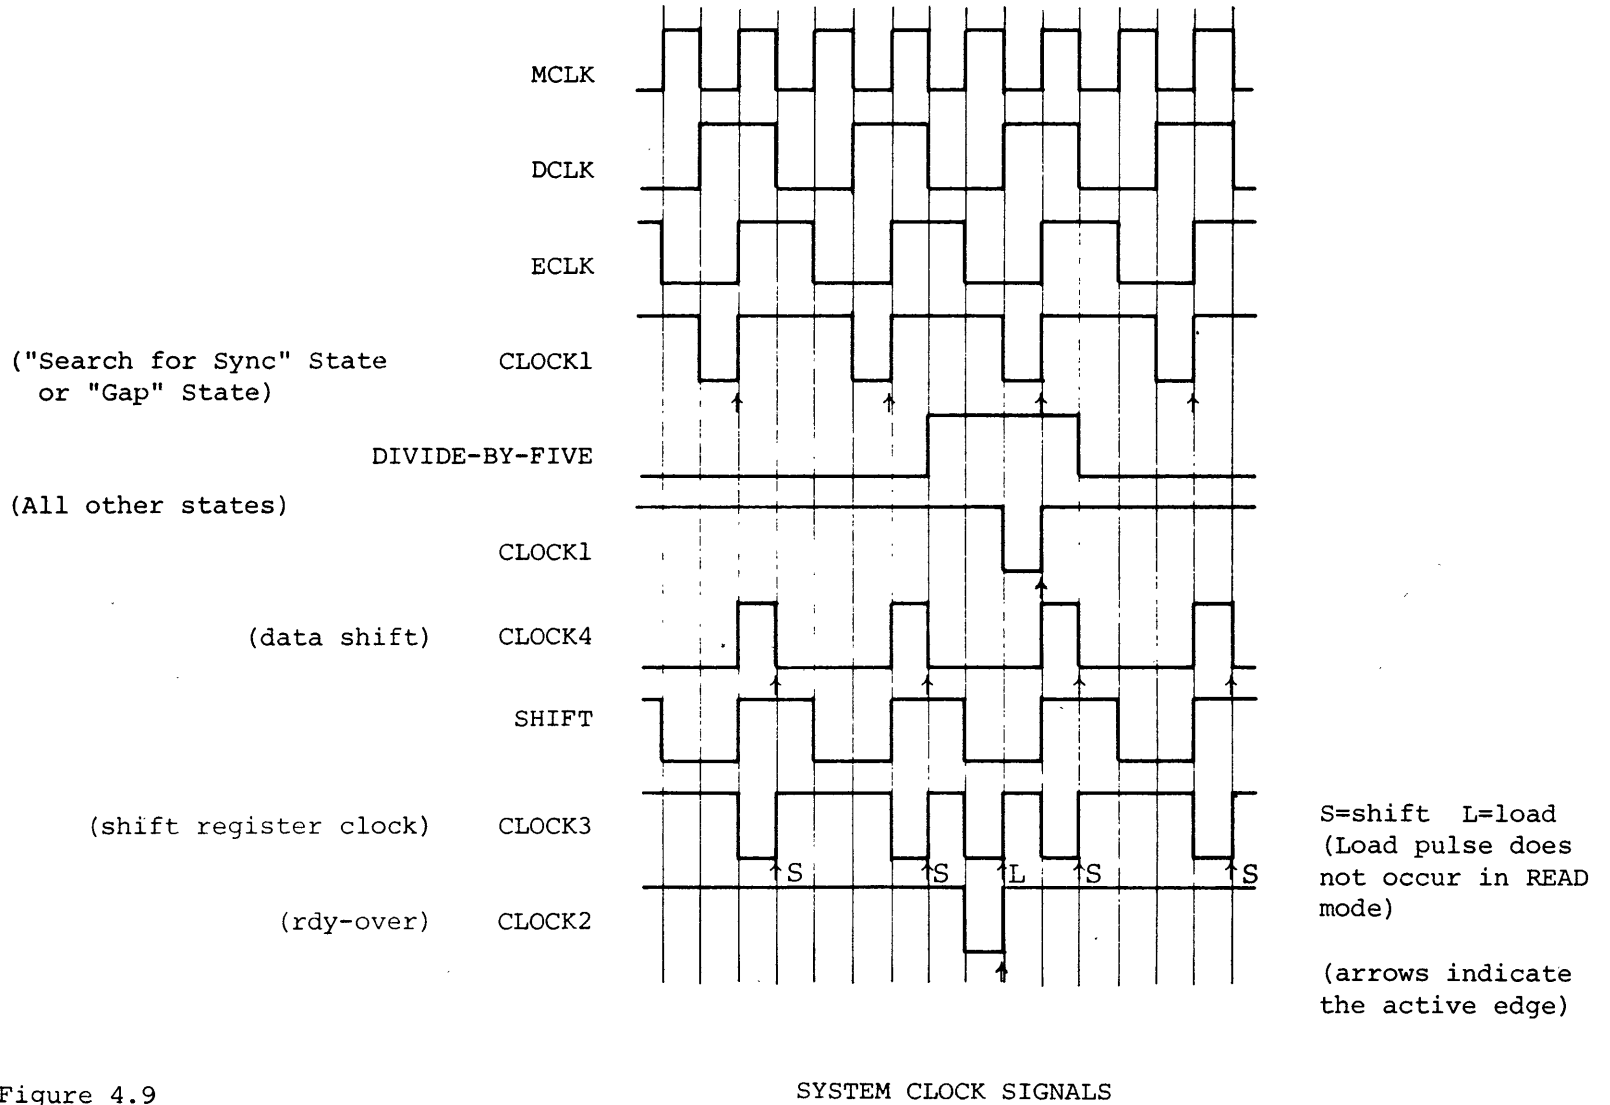 MCLK
DCLK
ECLK
("Search for Sync" State CLOCK1
or "Gap" State)
DIVIDE-BY-FIVE
(All other states)
CLOCK1
(data shift) CLOCK4
SHIFT
(shift register clock) CLOCK3
S S L S S
(rdy-over) CLOCK2
S=shift L=load
(Load pulse does
not occur in READ
mode)
(arrows indicate
the active edge)
Figure 4.9 SYSTEM CLOCK SIGNALS